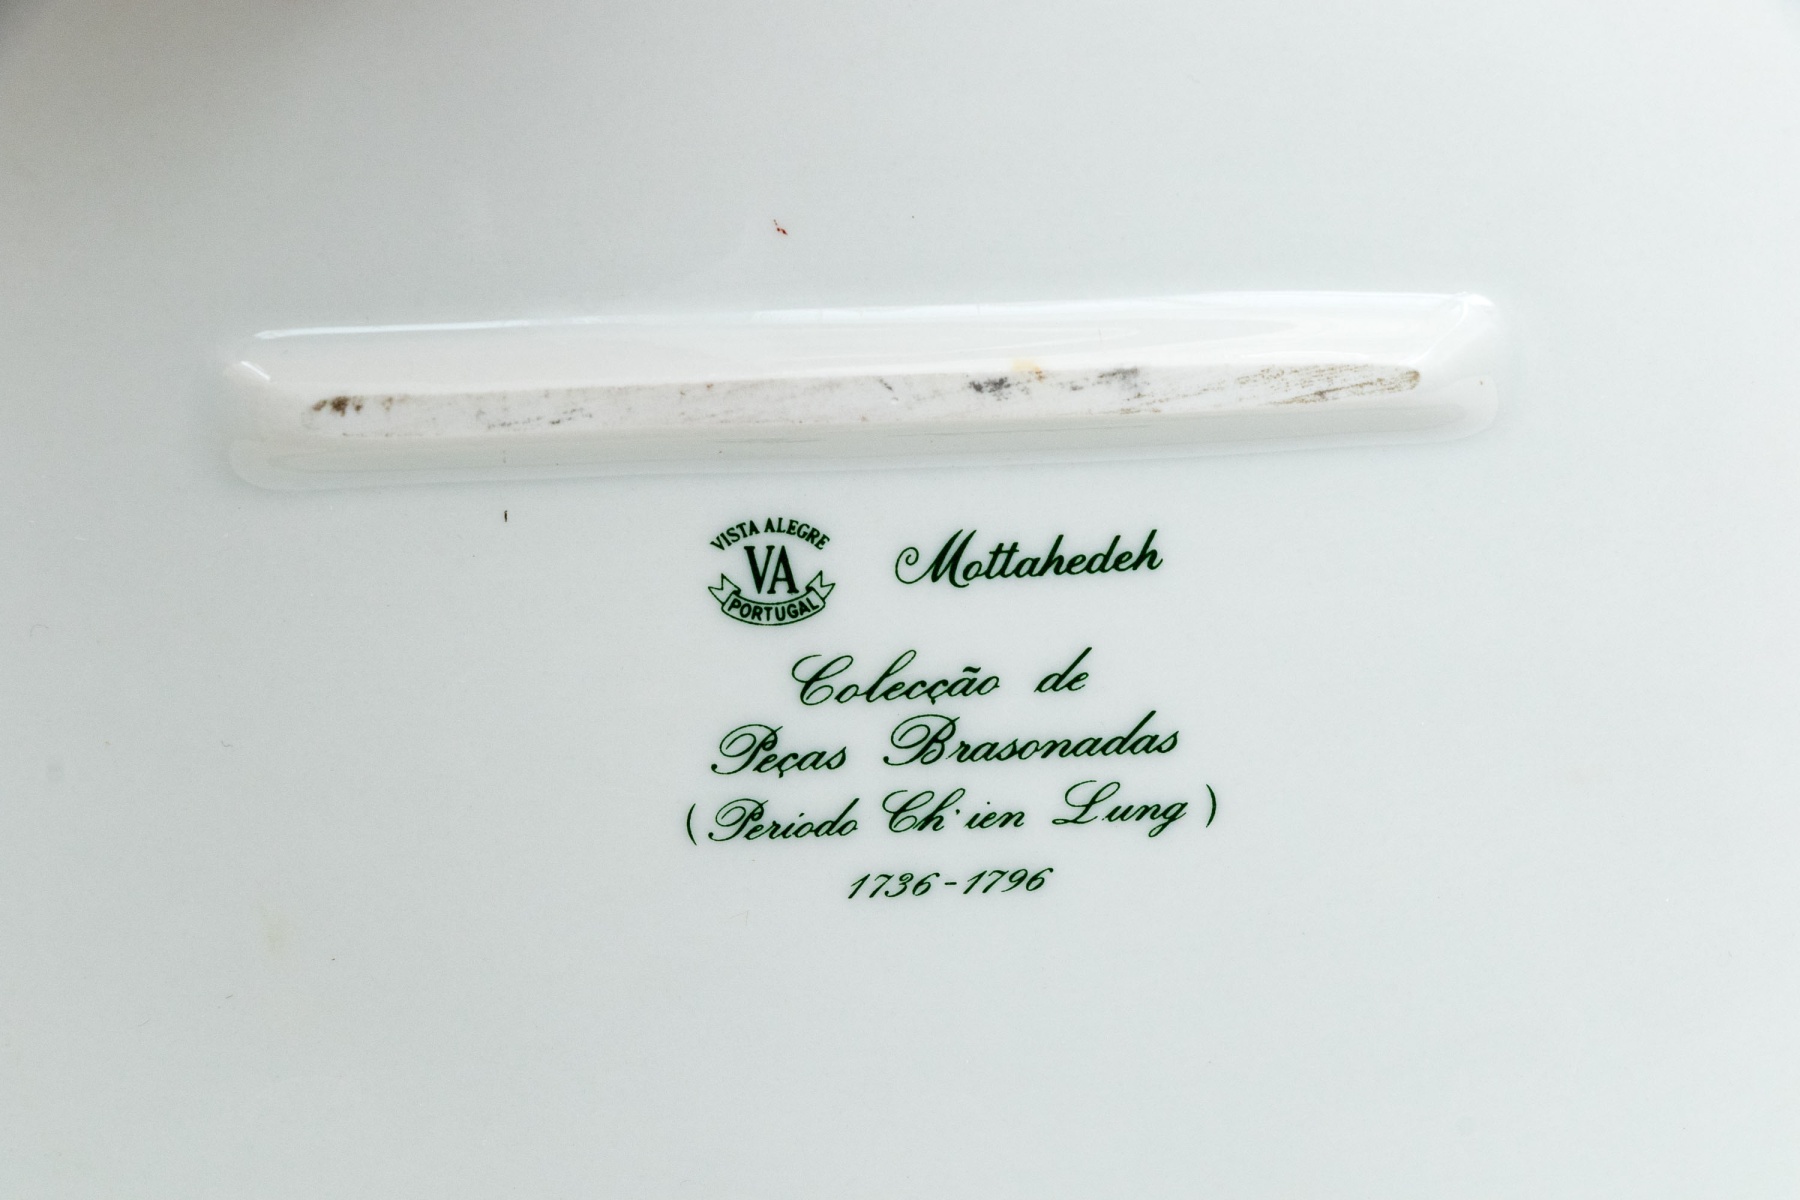 VISTA ALEGRE
VA
PORTUGAL
Mottahedeh
Colecção de
Peças Brasonadas
(Periodo Ch'ien Lung)
1736-1796